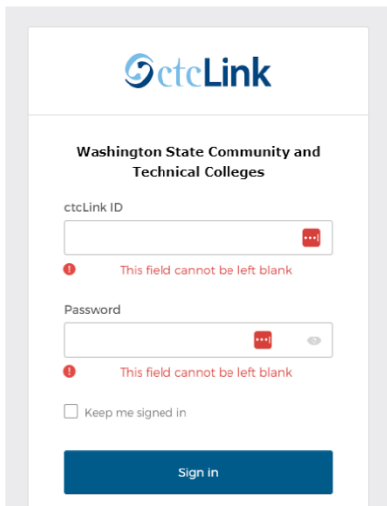 ctcLink
Washington State Community and
Technical Colleges
ctcLink ID
This field cannot be left blank
Password
This field cannot be left blank
Keep me signed in
Sign in